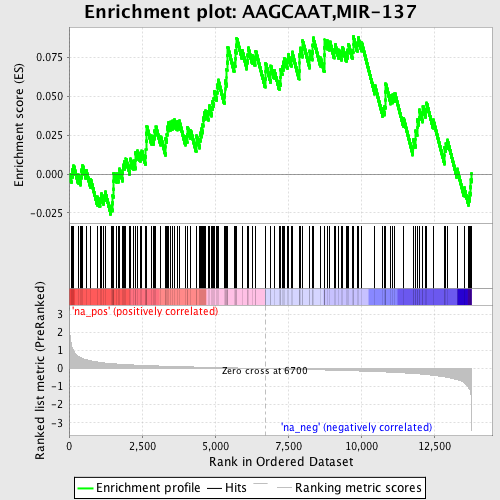 Enrichment plot: AAGCAAT,MIR-137
Enrichment score (ES)
0.075
0.050
0.025
0.000
-0.025
'na_pos' (positively correlated)
Ranked list metric (PreRanked)
3
2
1
0
-1
-2
-3
Zero cross at 6700
'na_neg' (negatively correlated)
0
2,500
5,000
7,500
10,000
12,500
Rank in Ordered Dataset
Enrichment profile
Hits
Ranking metric scores